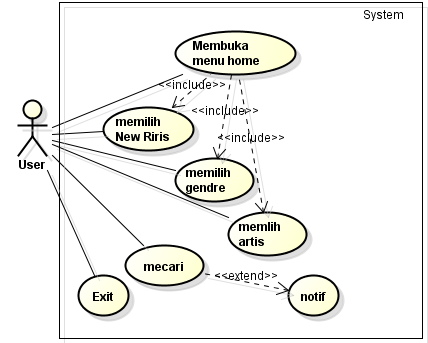 System
Membuka
menu home
<<include>>
memilih
New Riris
<<include>>
<<include>>
User
memilih
gendre
memlih
artis
mecari
<<extend>>
Exit
notif